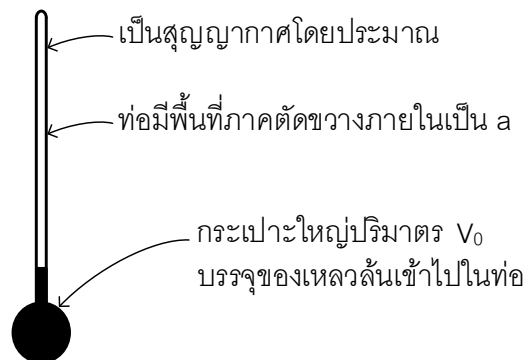 เป็นสุญญากาศโดยประมาณ
ท่อมีพื้นที่ภาคตัดขวางภายในเป็น a
กระเปาะใหญ่ปริมาตร V₀
บรรจุของเหลวล้นเข้าไปในท่อ